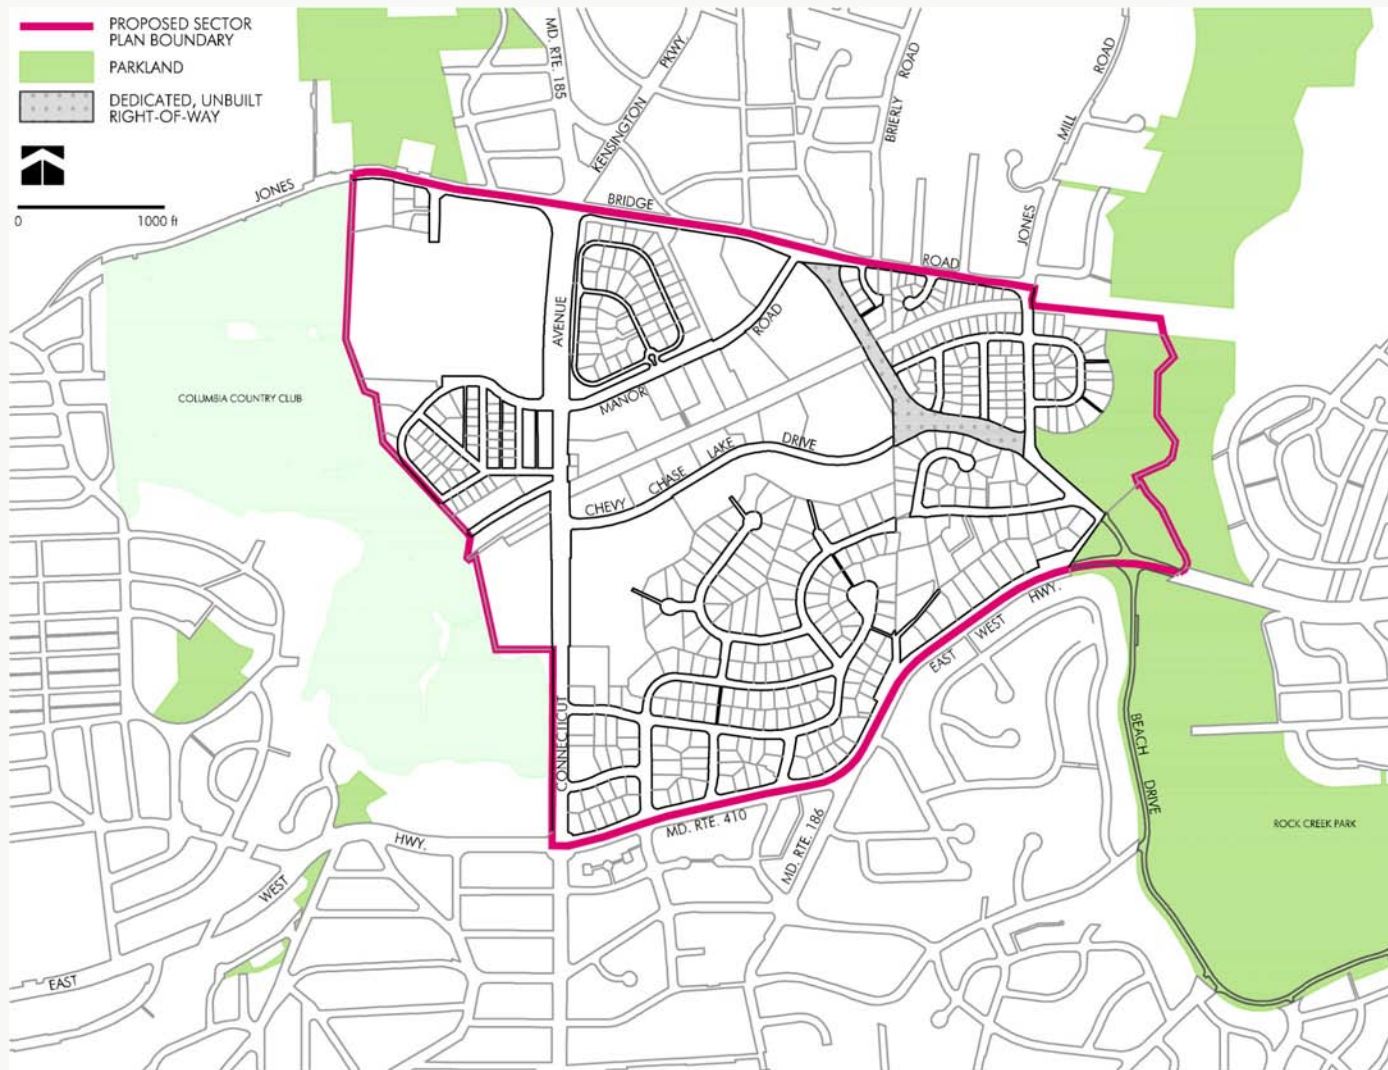 PROPOSED SECTOR
PLAN BOUNDARY
PARKLAND
DEDICATED, UNBUILT
RIGHT-OF-WAY
0 1000 ft
MD. RTE. 185
KENSINGTON PKWY.
BRIERLY ROAD
JONES MILL ROAD
JONES BRIDGE ROAD
AVENUE
MANOR ROAD
COLUMBIA COUNTRY CLUB
CHEVY CHASE LAKE DRIVE
EAST WEST HWY.
CONNECTICUT
BEACH DRIVE
MD. RTE. 410
MD. RTE. 186
ROCK CREEK PARK
EAST WEST HWY.